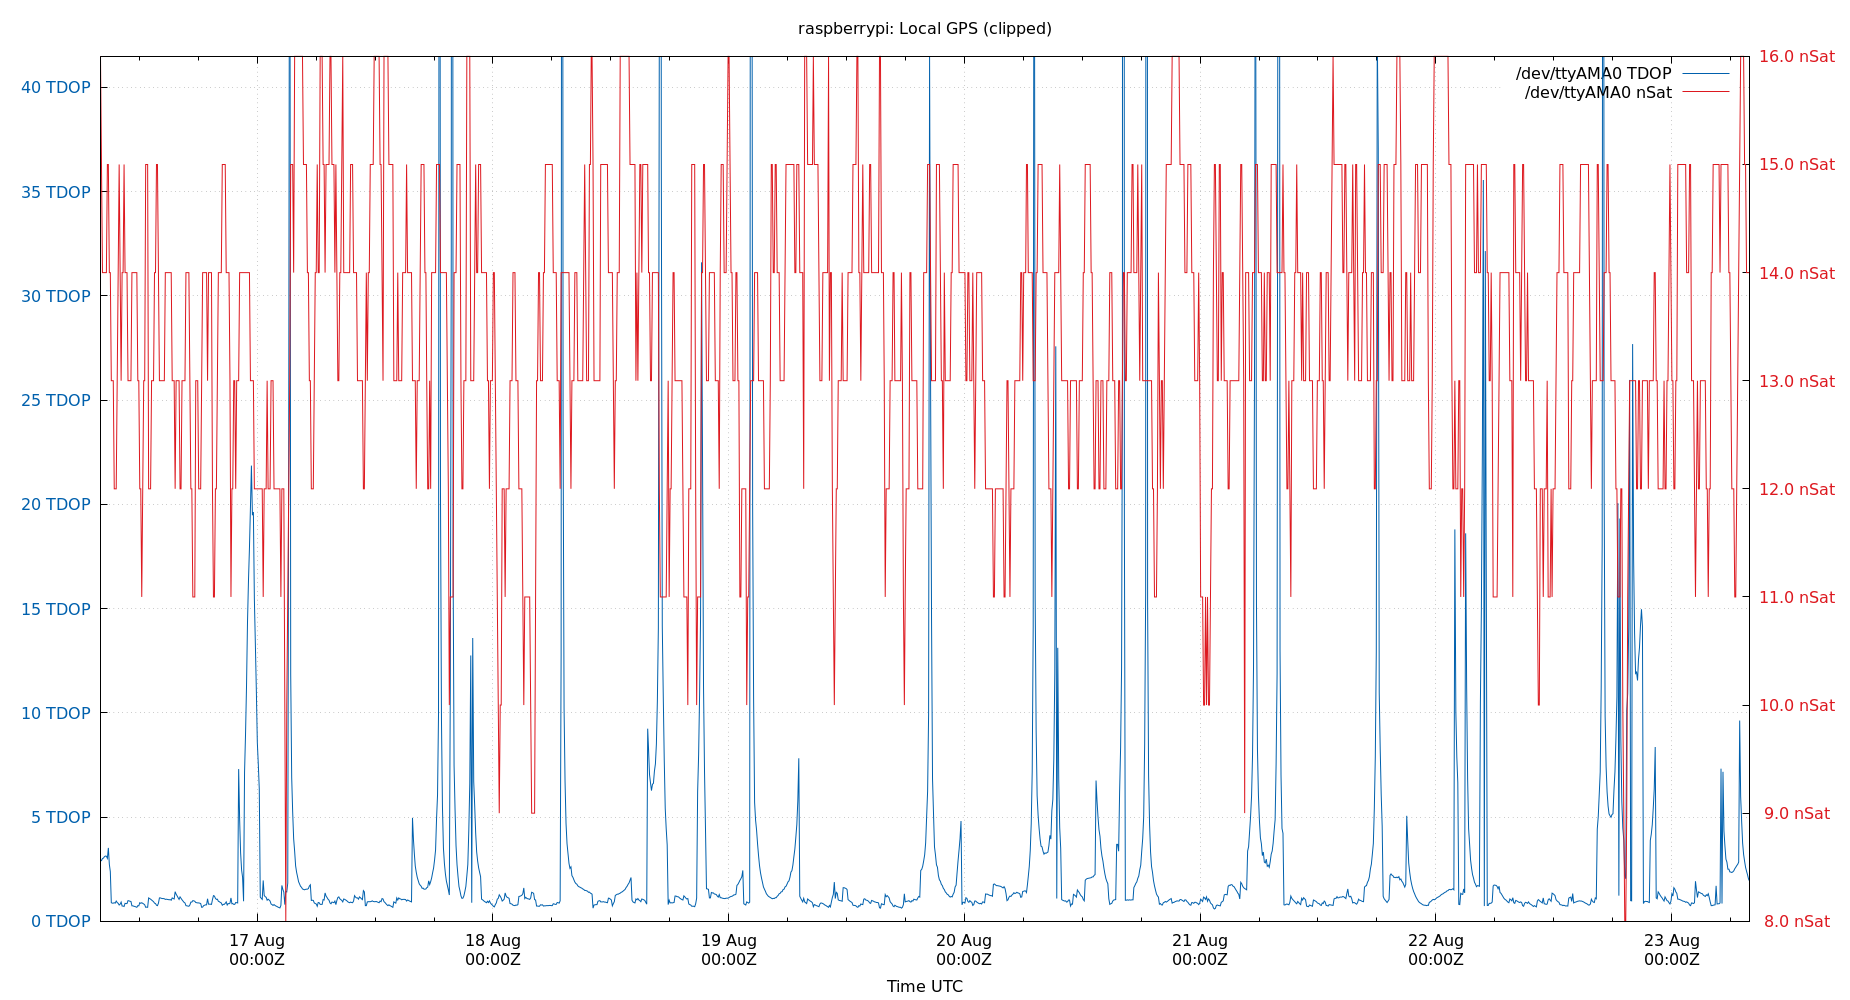 raspberrypi: Local GPS (clipped)
/dev/ttyAMA0 TDOP
/dev/ttyAMA0 nSat
40 TDOP
35 TDOP
30 TDOP
25 TDOP
20 TDOP
15 TDOP
10 TDOP
5 TDOP
0 TDOP
16.0 nSat
15.0 nSat
14.0 nSat
13.0 nSat
12.0 nSat
11.0 nSat
10.0 nSat
9.0 nSat
8.0 nSat
17 Aug
00:00Z
18 Aug
00:00Z
19 Aug
00:00Z
20 Aug
00:00Z
21 Aug
00:00Z
22 Aug
00:00Z
23 Aug
00:00Z
Time UTC